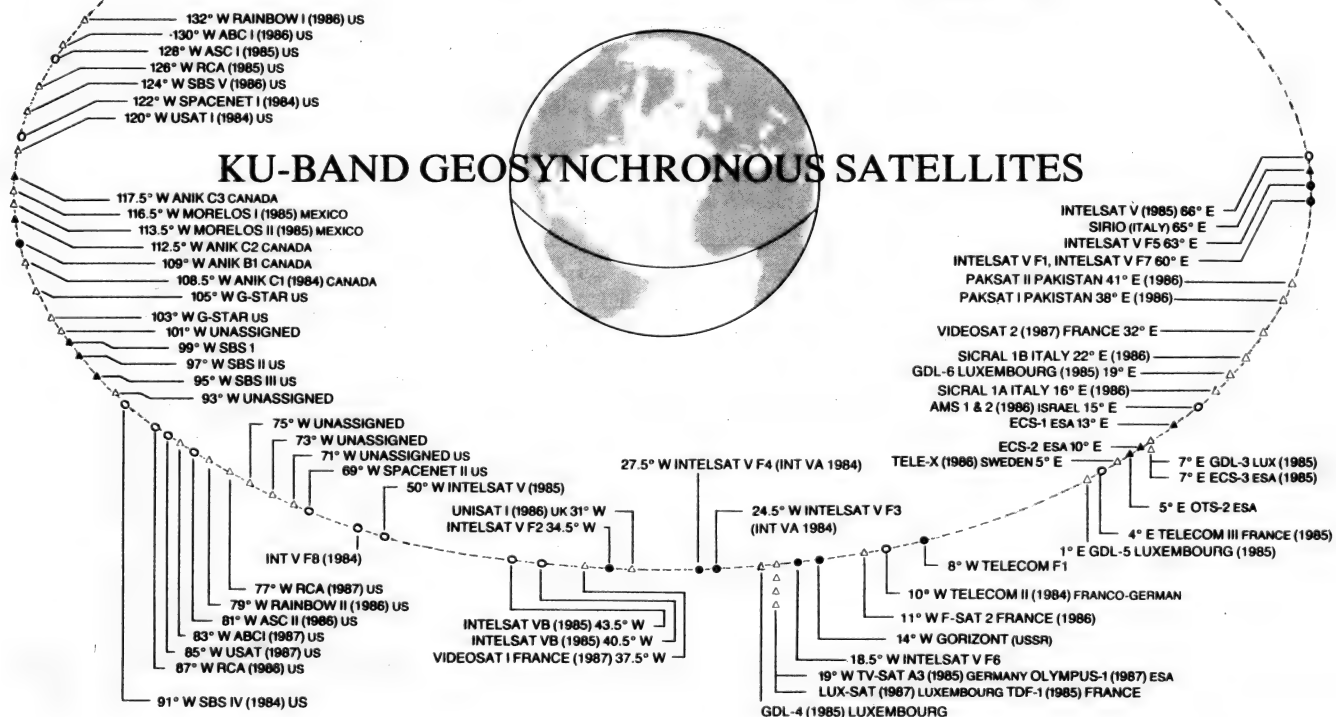 132° W RAINBOW I (1986) US
130° W ABC I (1986) US
128° W ASC I (1985) US
126° W RCA (1985) US
124° W SBS V (1986) US
122° W SPACENET I (1984) US
120° W USAT I (1984) US
KU-BAND GEOSYNCHRONOUS SATELLITES
117.5° W ANIK C3 CANADA
116.5° W MORELOS I (1985) MEXICO
113.5° W MORELOS II (1985) MEXICO
112.5° W ANIK C2 CANADA
109° W ANIK B1 CANADA
108.5° W ANIK C1 (1984) CANADA
105° W G-STAR US
103° W G-STAR US
101° W UNASSIGNED
99° W SBS 1
97° W SBS II US
95° W SBS III US
93° W UNASSIGNED
75° W UNASSIGNED
73° W UNASSIGNED
71° W UNASSIGNED US
69° W SPACENET II US
50° W INTELSAT V (1985)
INT V F8 (1984)
77° W RCA (1987) US
79° W RAINBOW II (1986) US
81° W ASC II (1986) US
83° W ABCI (1987) US
85° W USAT (1987) US
87° W RCA (1986) US
91° W SBS IV (1984) US
UNISAT I (1986) UK 31° W
INTELSAT V F2 34.5° W
INTELSAT VB (1985) 43.5° W
INTELSAT VB (1985) 40.5° W
VIDEOSAT I FRANCE (1987) 37.5° W
27.5° W INTELSAT V F4 (INT VA 1984)
24.5° W INTELSAT V F3
(INT VA 1984)
8° W TELECOM F1
10° W TELECOM II (1984) FRANCO-GERMAN
11° W F-SAT 2 FRANCE (1986)
14° W GORIZONT (USSR)
18.5° W INTELSAT V F6
19° W TV-SAT A3 (1985) GERMANY OLYMPUS-1 (1987) ESA
LUX-SAT (1987) LUXEMBOURG TDF-1 (1985) FRANCE
GDL-4 (1985) LUXEMBOURG
INTELSAT V (1985) 66° E
SIRIO (ITALY) 65° E
INTELSAT V F5 63° E
INTELSAT V F1, INTELSAT V F7 60° E
PAKSAT II PAKISTAN 41° E (1986)
PAKSAT I PAKISTAN 38° E (1986)
VIDEOSAT 2 (1987) FRANCE 32° E
SICRAL 1B ITALY 22° E (1986)
GDL-6 LUXEMBOURG (1985) 19° E
SICRAL 1A ITALY 16° E (1986)
AMS 1 & 2 (1986) ISRAEL 15° E
ECS-1 ESA 13° E
ECS-2 ESA 10° E
TELE-X (1986) SWEDEN 5° E
7° E GDL-3 LUX (1985)
7° E ECS-3 ESA (1985)
5° E OTS-2 ESA
4° E TELECOM III FRANCE (1985)
1° E GDL-5 LUXEMBOURG (1985)